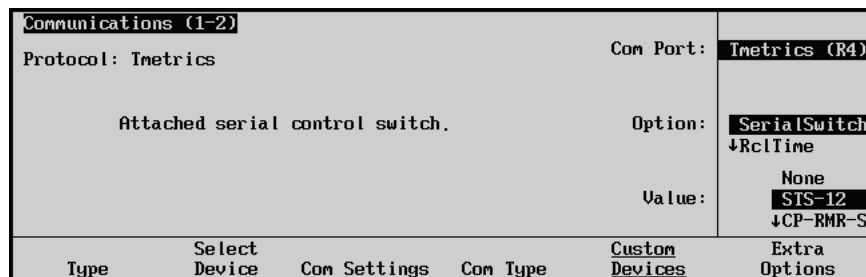 Communications (1-2)
Protocol: Tmetrics
Com Port: Tmetrics (R4)
Attached serial control switch.
Option: SerialSwitch
↓RclTime
Value: None
STS-12
↓CP-RMR-S
Type Select Device Com Settings Com Type Custom Devices Extra Options